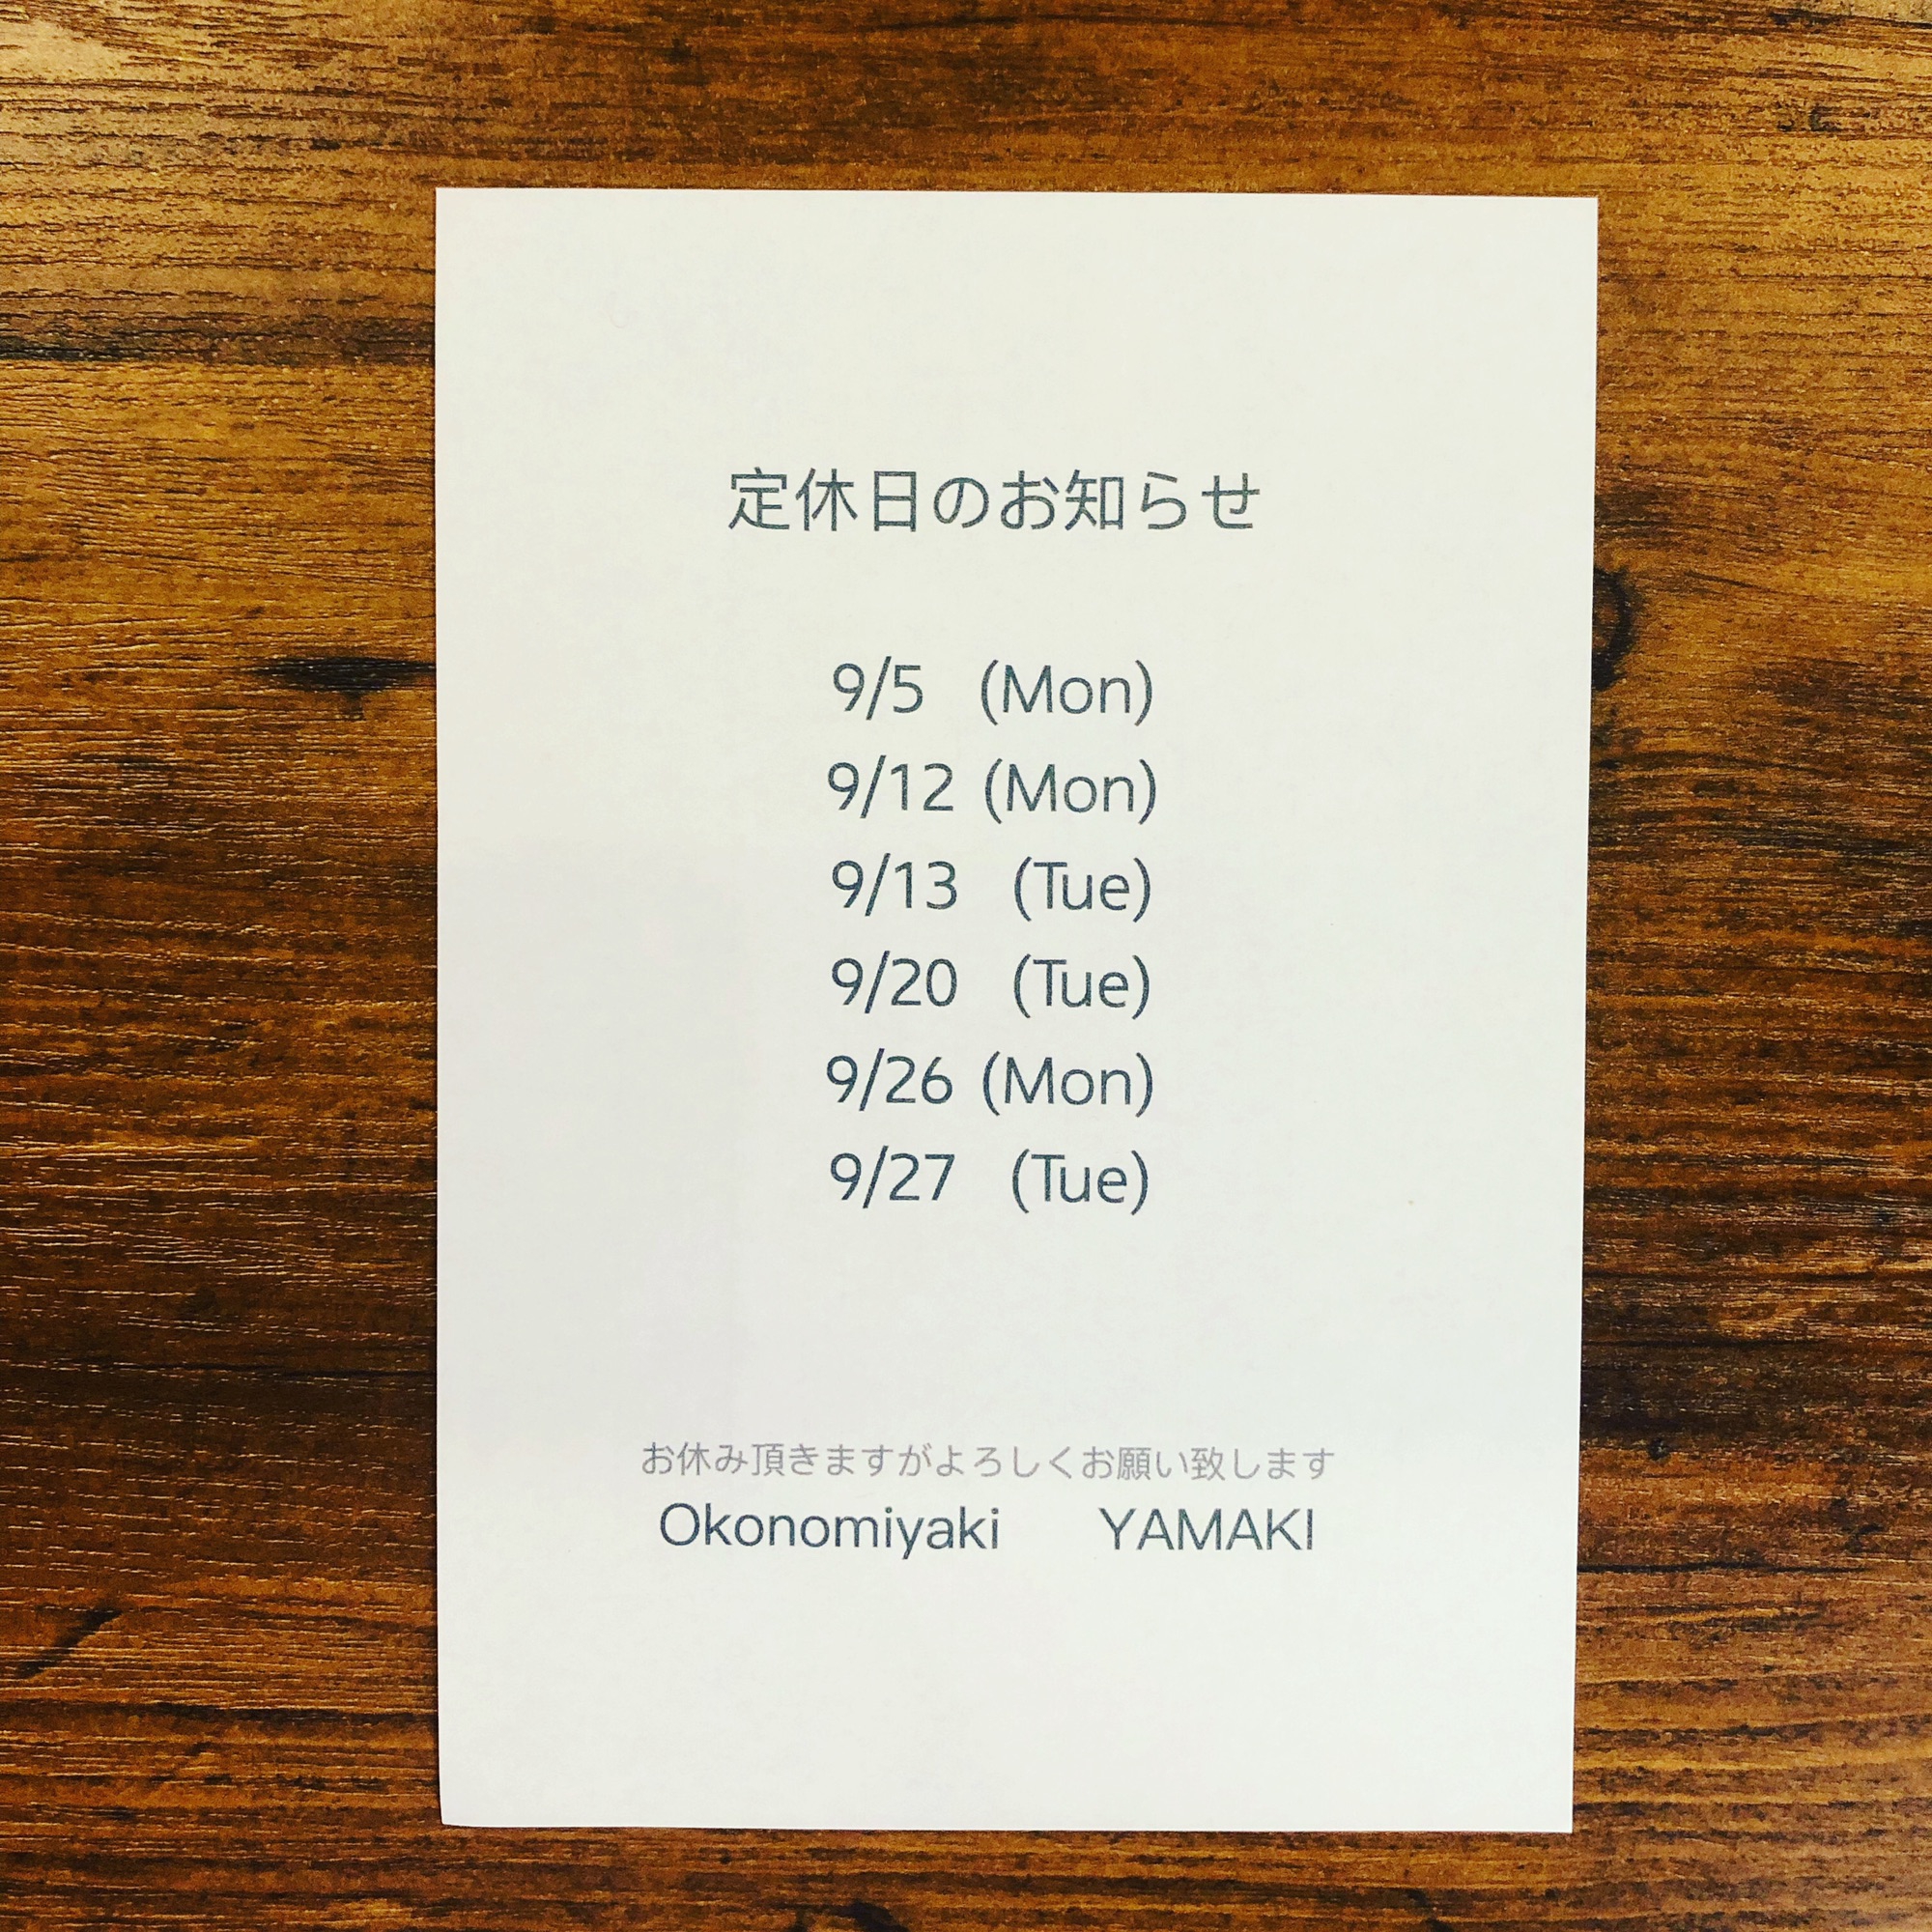 定休日のお知らせ
9/5 (Mon)
9/12 (Mon)
9/13 (Tue)
9/20 (Tue)
9/26 (Mon)
9/27 (Tue)
お休み頂きますがよろしくお願い致します
Okonomiyaki YAMAKI